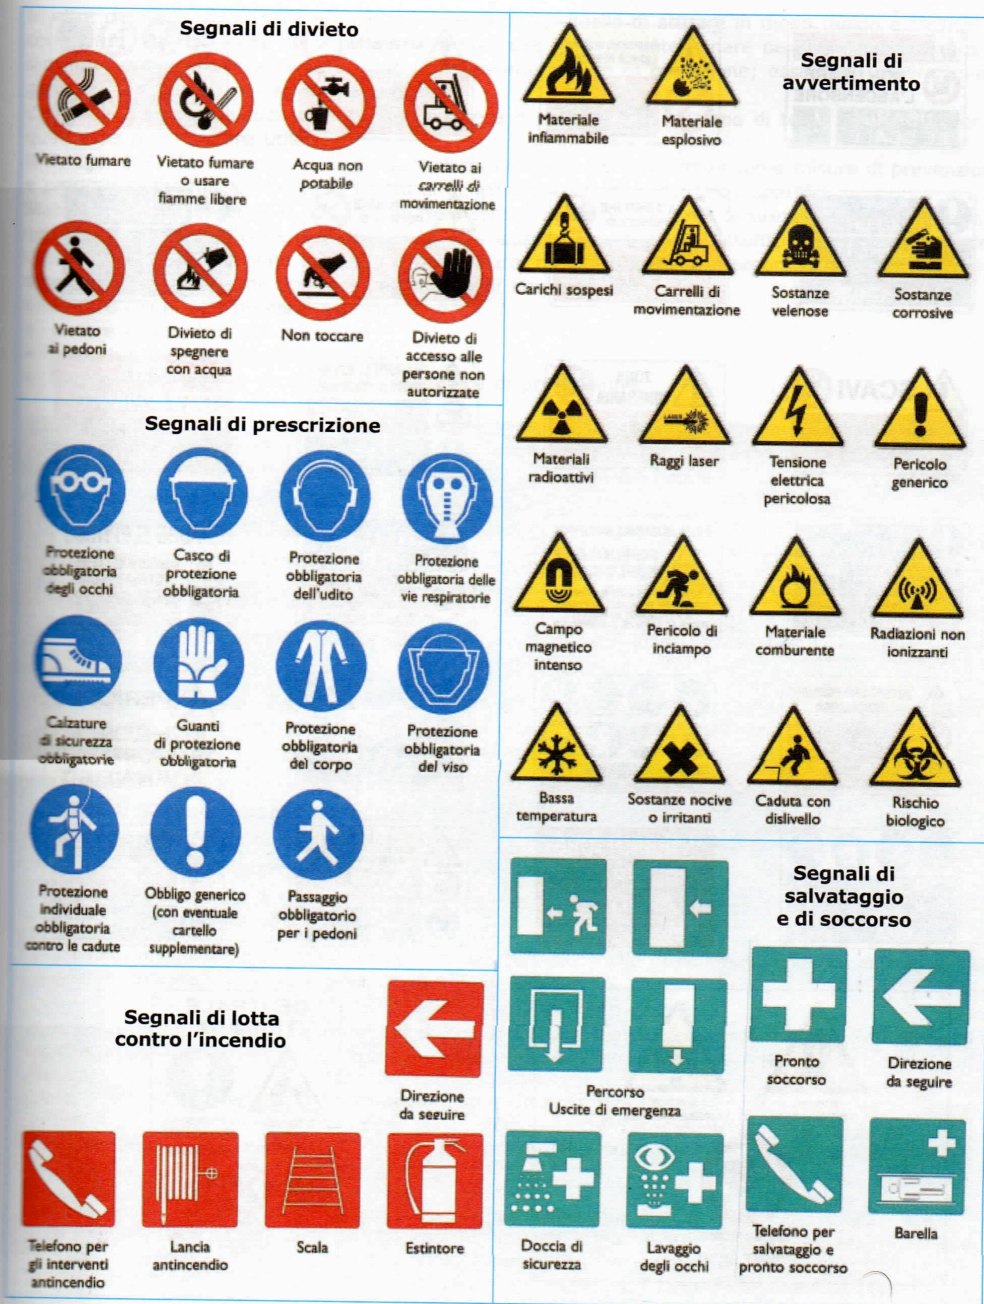 Segnali di divieto
Vietato fumare
Vietato fumare
o usare
fiamme libere
Acqua non
potabile
Vietato ai
carrelli di
movimentazione
Vietato
ai pedoni
Divieto di
spegnere
con acqua
Non toccare
Divieto di
accesso alle
persone non
autorizzate
Segnali di prescrizione
Protezione
obbligatoria
degli occhi
Casco di
protezione
obbligatoria
Protezione
obbligatoria
dell'udito
Protezione
obbligatoria delle
vie respiratorie
Calzature
di sicurezza
obbligatorie
Guanti
di protezione
obbligatoria
Protezione
obbligatoria
del corpo
Protezione
obbligatoria
del viso
Protezione
individuale
obbligatoria
contro le cadute
Obbligo generico
(con eventuale
cartello
supplementare)
Passaggio
obbligatorio
per i pedoni
Segnali di lotta
contro l'incendio
Direzione
da seguire
Telefono per
gli interventi
antincendio
Lancia
antincendio
Scala
Estintore
Segnali di
avvertimento
Materiale
infiammabile
Materiale
esplosivo
Carichi sospesi
Carrelli di
movimentazione
Sostanze
velenose
Sostanze
corrosive
Materiali
radioattivi
LASER
Raggi laser
Tensione
elettrica
pericolosa
Pericolo
generico
Campo
magnetico
intenso
Pericolo di
inciampo
Materiale
comburente
Radiazioni non
ionizzanti
Bassa
temperatura
Sostanze nocive
o irritanti
Caduta con
dislivello
Rischio
biologico
Segnali di
salvataggio
e di soccorso
Percorso
Uscite di emergenza
Pronto
soccorso
Direzione
da seguire
Doccia di
sicurezza
Lavaggio
degli occhi
Telefono per
salvataggio e
pronto soccorso
Barella